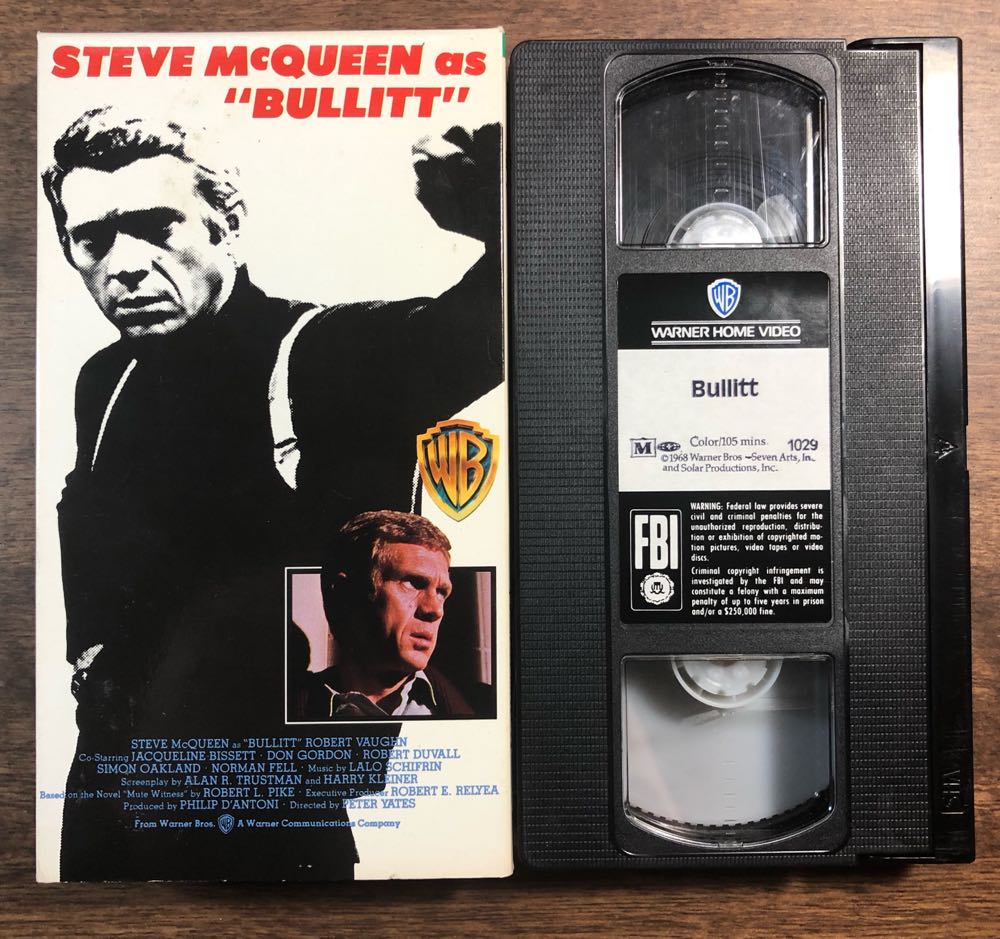 STEVE McQUEEN as
"BULLITT"
WB
STEVE McQUEEN as "BULLITT" ROBERT VAUGHN
Co-Starring JACQUELINE BISSETT · DON GORDON · ROBERT DUVALL
SIMON OAKLAND · NORMAN FELL · Music by LALO SCHIFRIN
Screenplay by ALAN R. TRUSTMAN and HARRY KLEINER
Based on the Novel "Mute Witness" by ROBERT L. PIKE · Executive Producer ROBERT E. RELYEA
Produced by PHILIP D'ANTONI · Directed by PETER YATES
From Warner Bros. WB A Warner Communications Company
WB
WARNER HOME VIDEO
Bullitt
M Color/105 mins. 1029
©1968 Warner Bros.-Seven Arts, Inc.
and Solar Productions, Inc.
FBI
WARNING: Federal law provides severe
civil and criminal penalties for the
unauthorized reproduction, distribu-
tion or exhibition of copyrighted mo-
tion pictures, video tapes or video
discs.
Criminal copyright infringement is
investigated by the FBI and may
constitute a felony with a maximum
penalty of up to five years in prison
and/or a $250,000 fine.
VHS